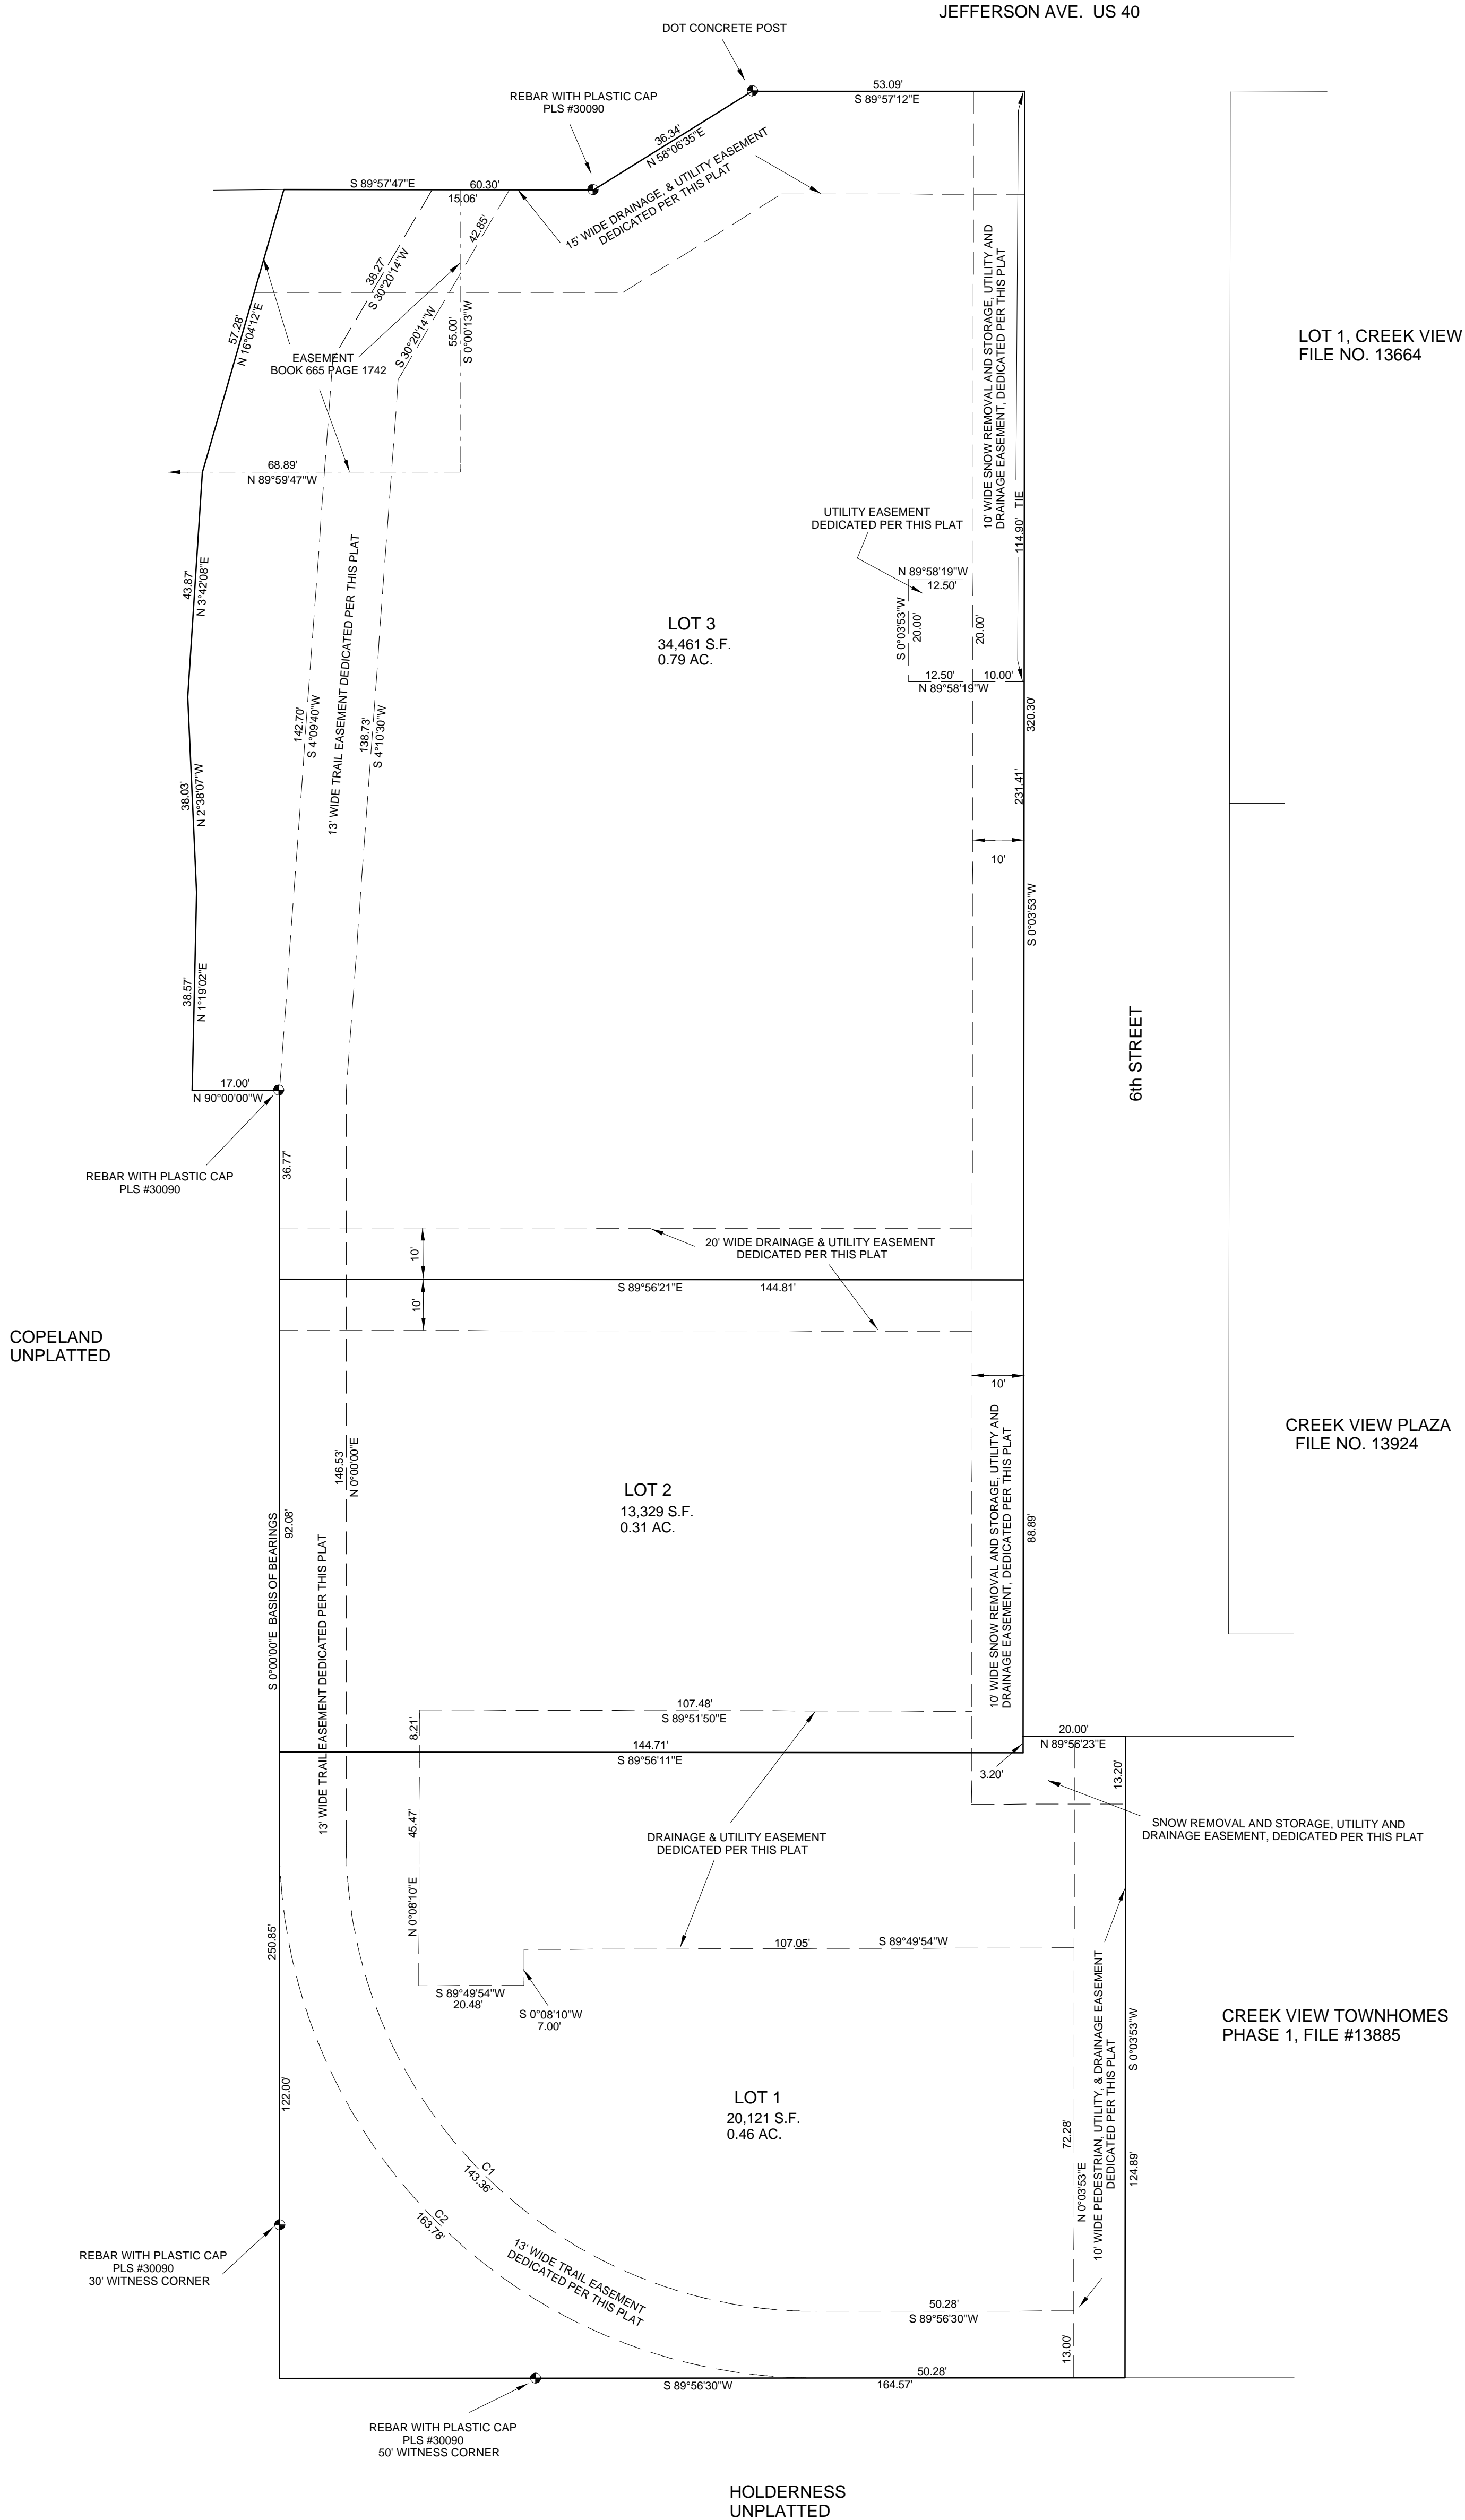 JEFFERSON AVE. US 40
DOT CONCRETE POST
53.09'
S 89°57'12"E
REBAR WITH PLASTIC CAP
PLS #30090
36.34'
N 58°06'35"E
15' WIDE DRAINAGE, & UTILITY EASEMENT
DEDICATED PER THIS PLAT
S 89°57'47"E
60.30'
15.06'
42.85'
38.27'
S 30°20'14"W
S 30°20'14"W
55.00'
S 0°00'13"W
57.28'
N 16°04'12"E
EASEMENT
BOOK 665 PAGE 1742
68.89'
N 89°59'47"W
10' WIDE SNOW REMOVAL AND STORAGE, UTILITY AND
DRAINAGE EASEMENT, DEDICATED PER THIS PLAT
114.90' TIE
LOT 1, CREEK VIEW
FILE NO. 13664
UTILITY EASEMENT
DEDICATED PER THIS PLAT
N 89°58'19"W
12.50'
S 0°03'53"W
20.00'
20.00'
12.50'
10.00'
N 89°58'19"W
43.87'
N 3°42'08"E
13' WIDE TRAIL EASEMENT DEDICATED PER THIS PLAT
LOT 3
34,461 S.F.
0.79 AC.
142.70'
S 4°09'40"W
138.73'
S 4°10'30"W
320.30'
231.41'
38.03'
N 2°38'07"W
10'
S 0°03'53"W
38.57'
N 1°19'02"E
6th STREET
17.00'
N 90°00'00"W
REBAR WITH PLASTIC CAP
PLS #30090
36.77'
10'
20' WIDE DRAINAGE & UTILITY EASEMENT
DEDICATED PER THIS PLAT
S 89°56'21"E
144.81'
10'
COPELAND
UNPLATTED
10'
CREEK VIEW PLAZA
FILE NO. 13924
10' WIDE SNOW REMOVAL AND STORAGE, UTILITY AND
DRAINAGE EASEMENT, DEDICATED PER THIS PLAT
146.53'
N 0°00'00"E
LOT 2
13,329 S.F.
0.31 AC.
S 0°00'00"E BASIS OF BEARINGS
92.08'
88.89'
13' WIDE TRAIL EASEMENT DEDICATED PER THIS PLAT
107.48'
S 89°51'50"E
8.21'
144.71'
S 89°56'11"E
20.00'
N 89°56'23"E
3.20'
13.20'
45.47'
N 0°08'10"E
DRAINAGE & UTILITY EASEMENT
DEDICATED PER THIS PLAT
SNOW REMOVAL AND STORAGE, UTILITY AND
DRAINAGE EASEMENT, DEDICATED PER THIS PLAT
250.85'
107.05'
S 89°49'54"W
S 89°49'54"W
20.48'
S 0°08'10"W
7.00'
CREEK VIEW TOWNHOMES
PHASE 1, FILE #13885
10' WIDE PEDESTRIAN, UTILITY, & DRAINAGE EASEMENT
DEDICATED PER THIS PLAT
S 0°03'53"W
124.89'
LOT 1
20,121 S.F.
0.46 AC.
122.00'
72.28'
N 0°03'53"E
C1
143.36'
C2
163.78'
13' WIDE TRAIL EASEMENT
DEDICATED PER THIS PLAT
REBAR WITH PLASTIC CAP
PLS #30090
30' WITNESS CORNER
50.28'
S 89°56'30"W
13.00'
50.28'
S 89°56'30"W
164.57'
REBAR WITH PLASTIC CAP
PLS #30090
50' WITNESS CORNER
HOLDERNESS
UNPLATTED